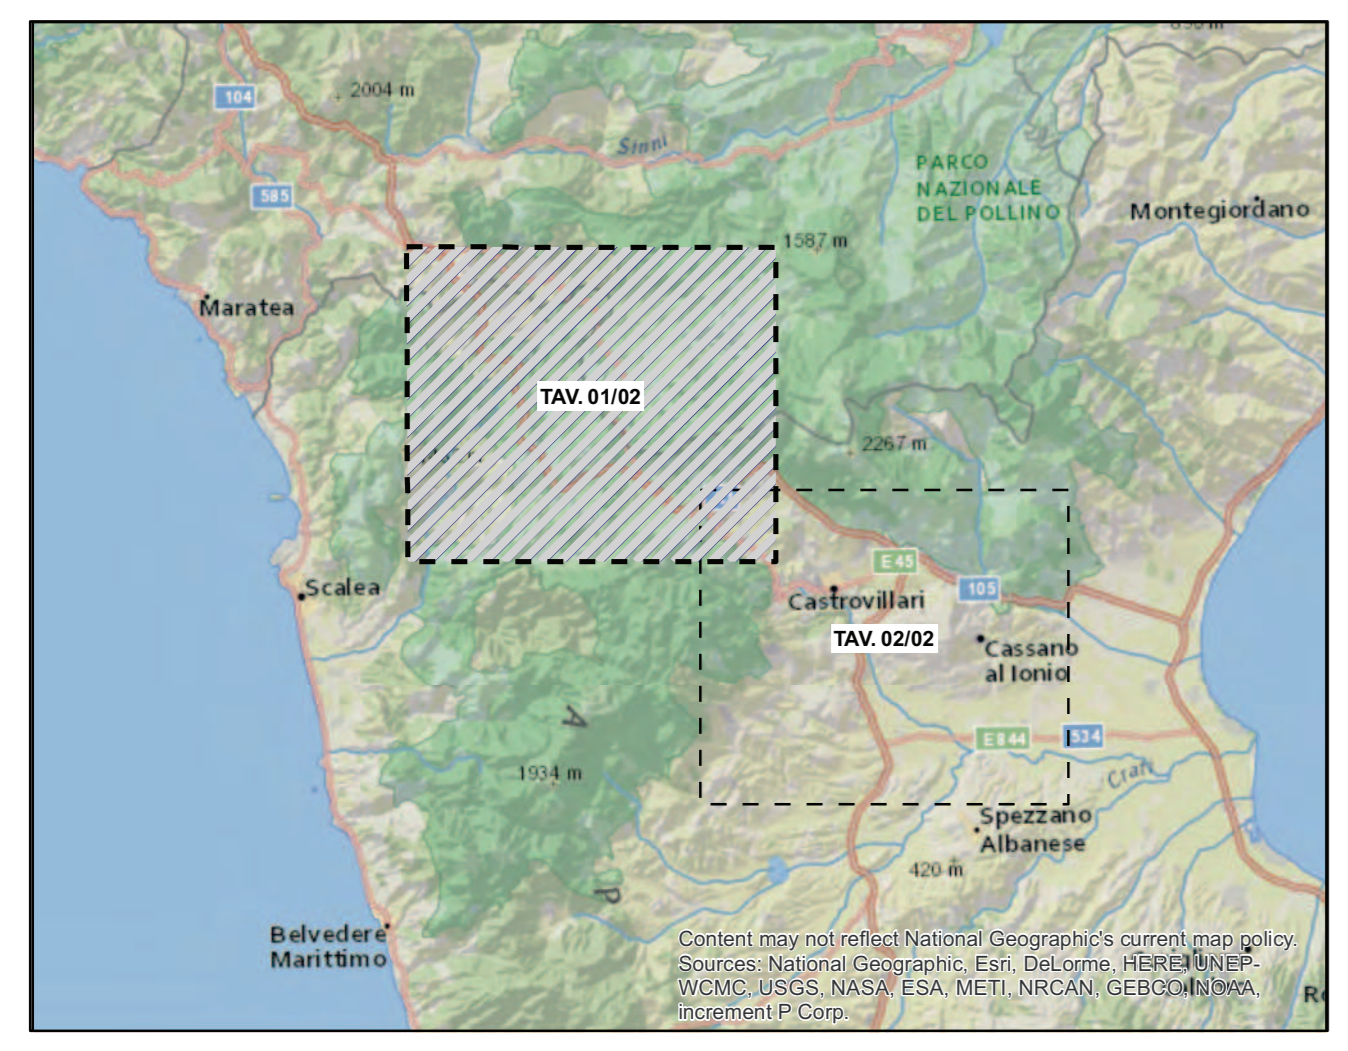 104
2004 m
Sinni
585
PARCO
NAZIONALE
DEL POLLINO
Montegiordano
1587 m
Maratea
TAV. 01/02
2267 m
E45
105
Scalea
Castrovillari
TAV. 02/02
Cassano
al Ionio
A
E844
534
1934 m
Crati
Spezzano
Albanese
420 m
P
Belvedere
Marittimo
Content may not reflect National Geographic's current map policy.
Sources: National Geographic, Esri, DeLorme, HERE, UNEP-
WCMC, USGS, NASA, ESA, METI, NRCAN, GEBCO, NOAA,
increment P Corp.